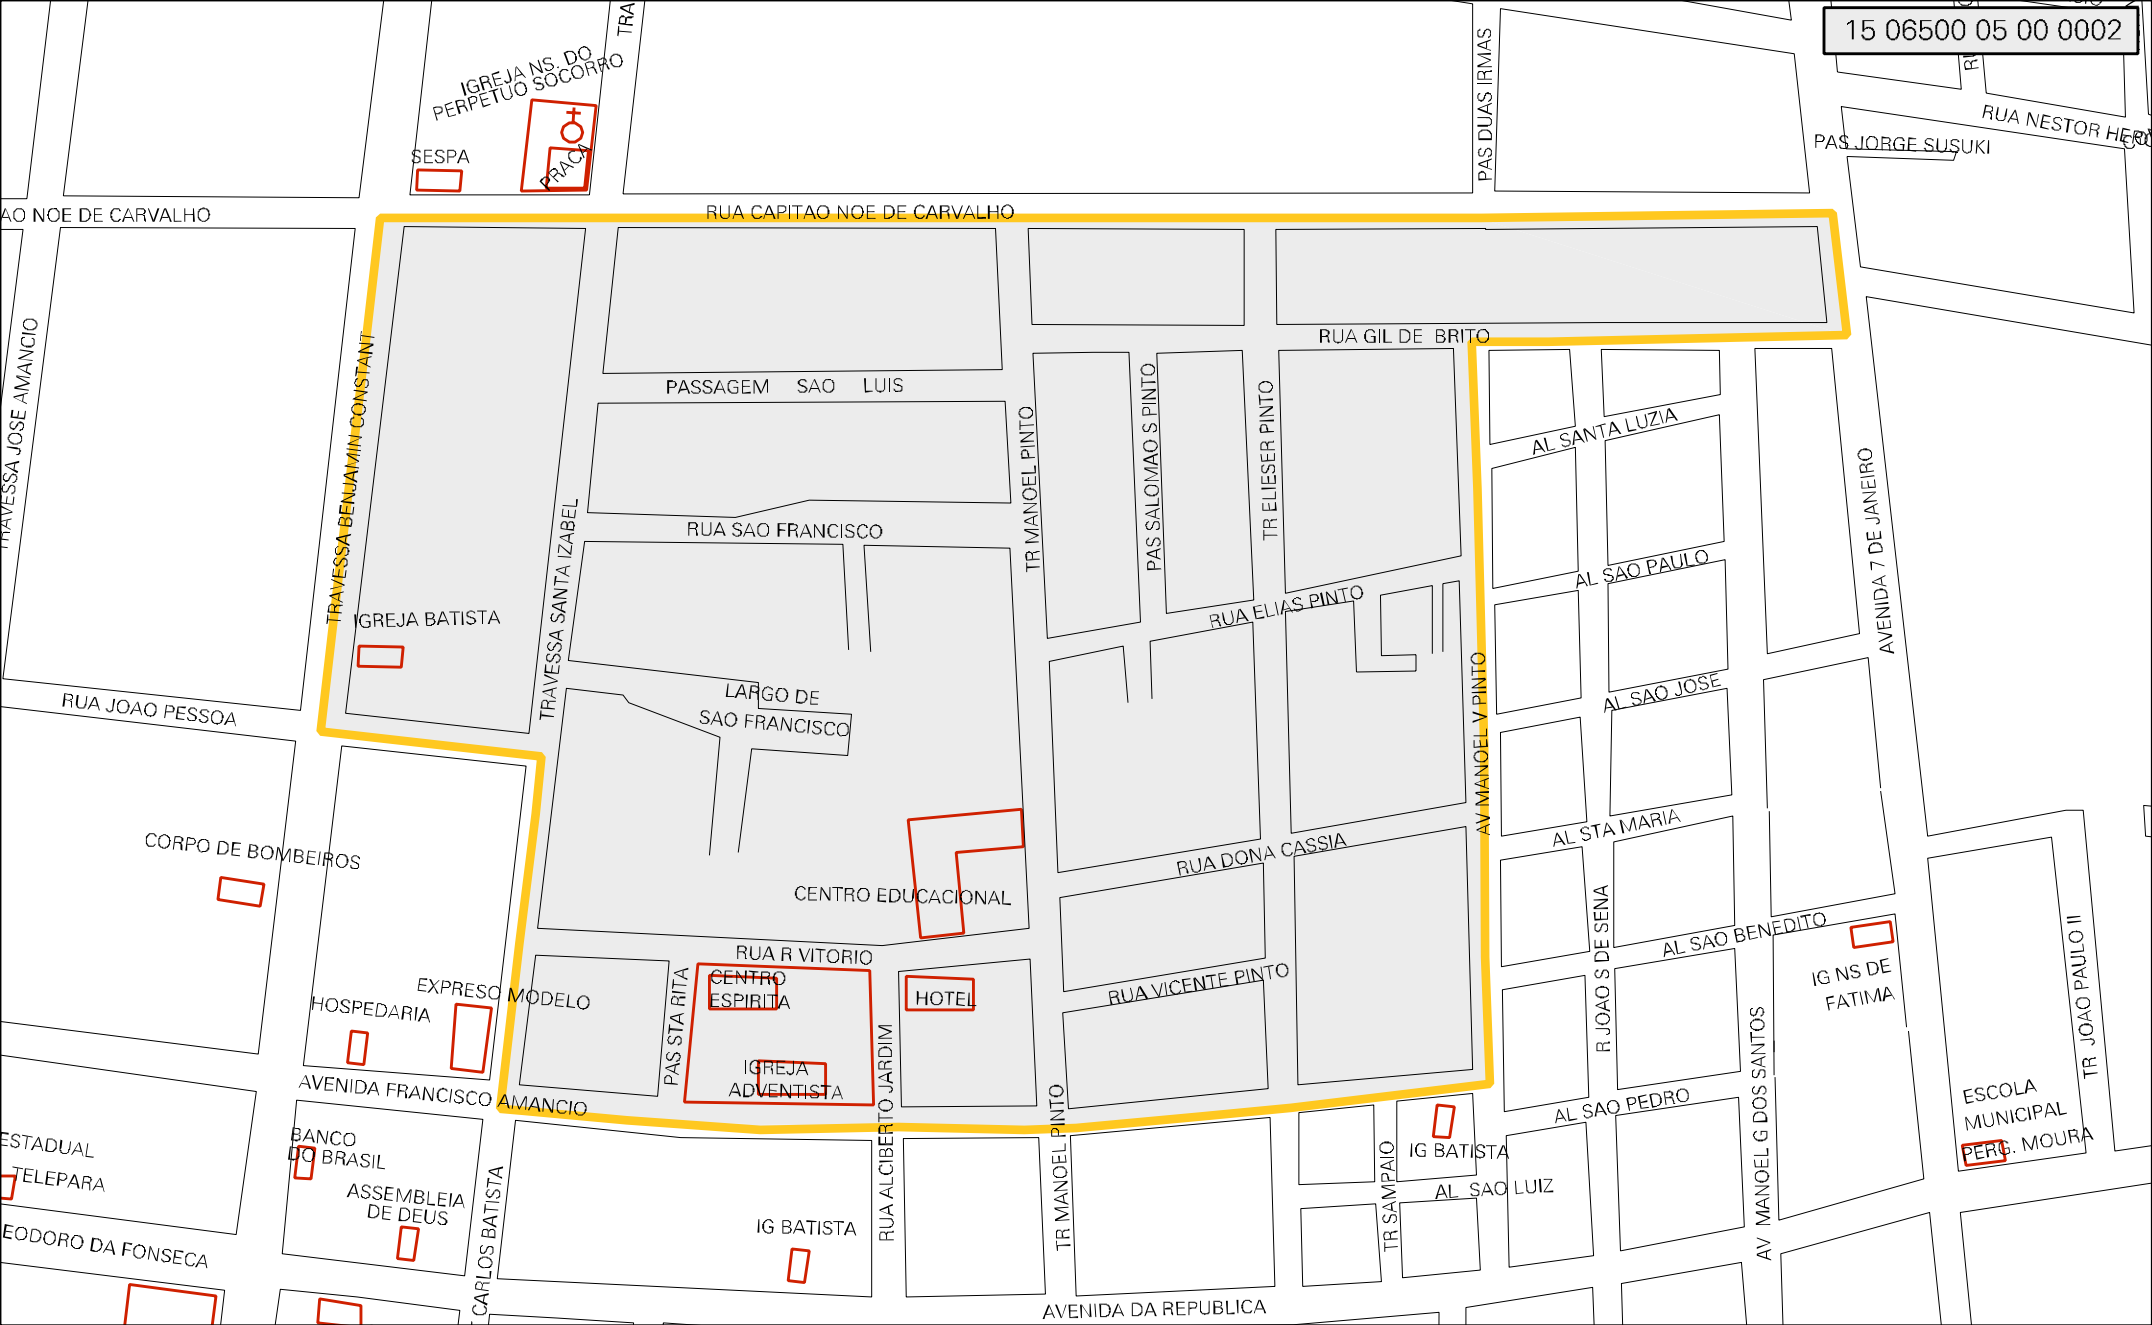 15 06500 05 00 0002
TRA
IGREJA NS. DO
PERPETUO SOCORRO
SESPA
PRACA
PAS DUAS IRMAS
RUA NESTOR
PAS JORGE SUSUKI
AO NOE DE CARVALHO
RUA CAPITAO NOE DE CARVALHO
RUA GIL DE BRITO
TRAVESSA JOSE AMANCIO
TRAVESSA BENJAMIN CONSTANT
PASSAGEM SAO LUIS
TR MANOEL PINTO
PAS SALOMAO S PINTO
TR ELIESER PINTO
AL SANTA LUZIA
AVENIDA 7 DE JANEIRO
RUA SAO FRANCISCO
TRAVESSA SANTA IZABEL
AL SAO PAULO
RUA ELIAS PINTO
IGREJA BATISTA
RUA JOAO PESSOA
LARGO DE
SAO FRANCISCO
AV MANOEL V PINTO
AL SAO JOSE
CORPO DE BOMBEIROS
AL STA MARIA
RUA DONA CASSIA
CENTRO EDUCACIONAL
R JOAO S DE SENA
AL SAO BENEDITO
TR JOAO PAULO II
RUA R VITORIO
CENTRO
ESPIRITA
HOTEL
RUA VICENTE PINTO
IG NS DE
FATIMA
EXPRESO MODELO
HOSPEDARIA
PAS STA RITA
IGREJA
ADVENTISTA
RUA ALCIBERTO JARDIM
TR MANOEL PINTO
AV MANOEL G DOS SANTOS
AVENIDA FRANCISCO AMANCIO
AL SAO PEDRO
ESCOLA
MUNICIPAL
PERG. MOURA
ESTADUAL
TELEPARA
BANCO
DO BRASIL
ASSEMBLEIA
DE DEUS
CARLOS BATISTA
IG BATISTA
TR SAMPAIO
IG BATISTA
AL SAO LUIZ
EODORO DA FONSECA
AVENIDA DA REPUBLICA